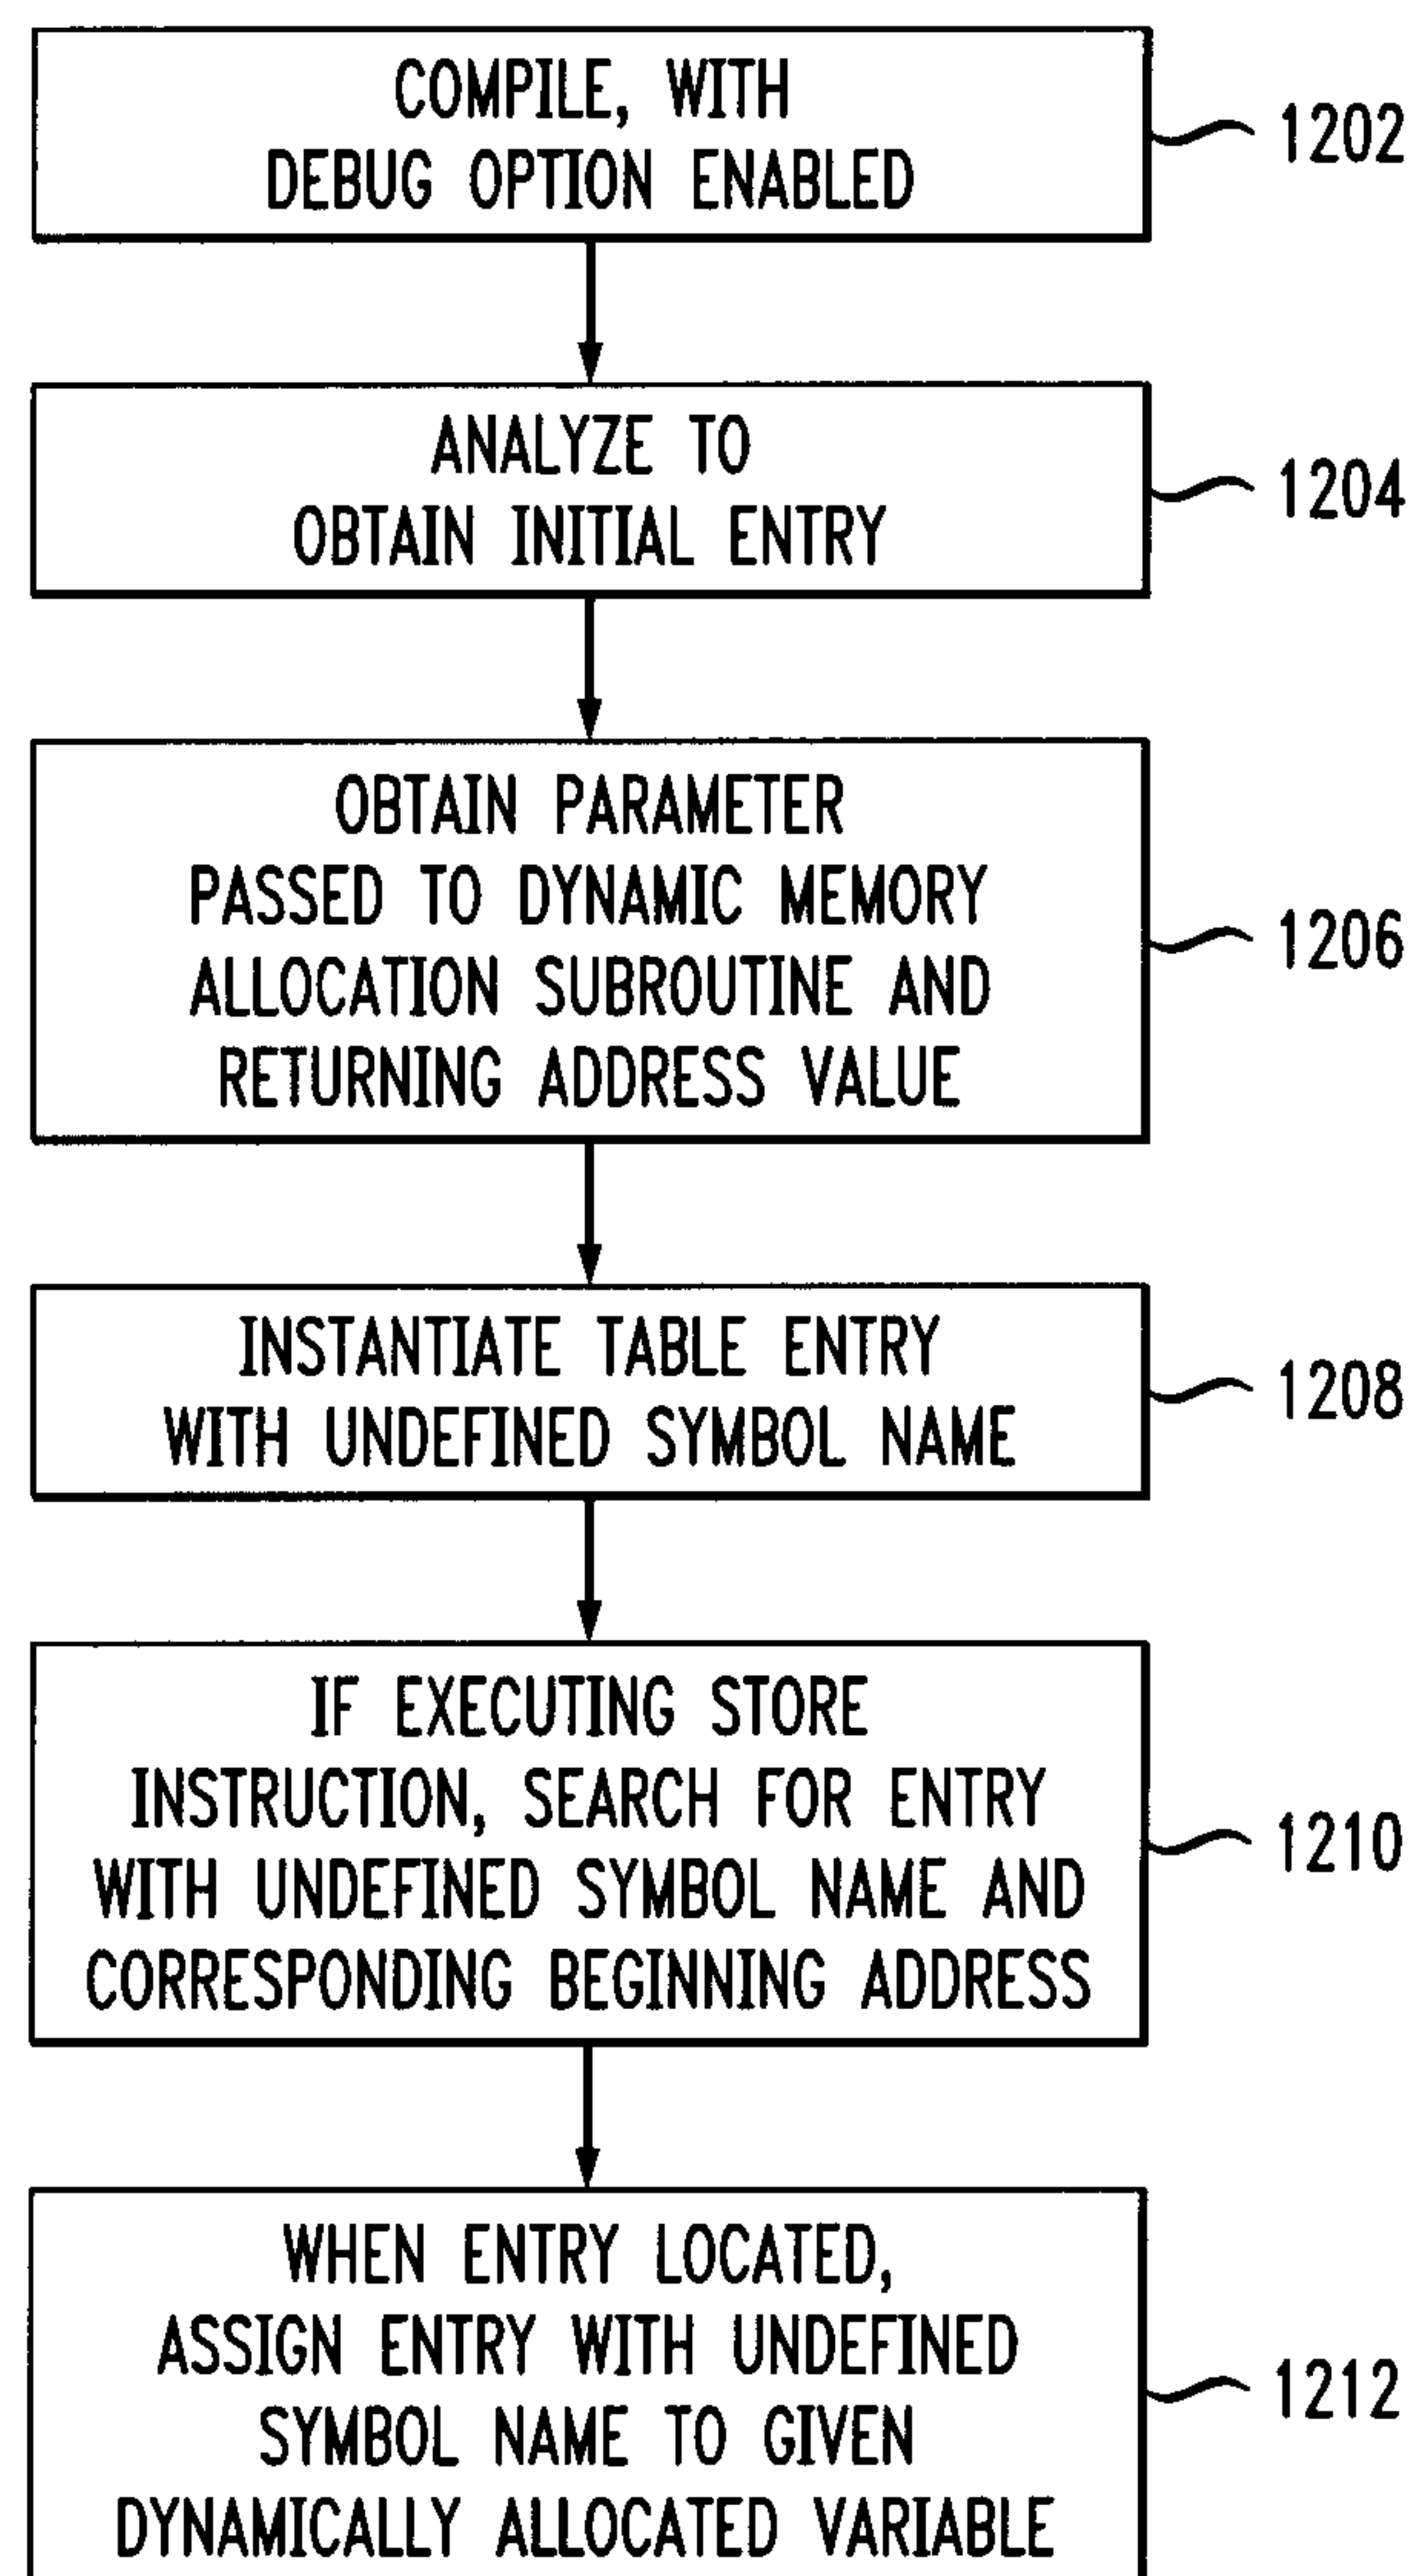 COMPILE, WITH
DEBUG OPTION ENABLED
1202
ANALYZE TO
OBTAIN INITIAL ENTRY
1204
OBTAIN PARAMETER
PASSED TO DYNAMIC MEMORY
ALLOCATION SUBROUTINE AND
RETURNING ADDRESS VALUE
1206
INSTANTIATE TABLE ENTRY
WITH UNDEFINED SYMBOL NAME
1208
IF EXECUTING STORE
INSTRUCTION, SEARCH FOR ENTRY
WITH UNDEFINED SYMBOL NAME AND
CORRESPONDING BEGINNING ADDRESS
1210
WHEN ENTRY LOCATED,
ASSIGN ENTRY WITH UNDEFINED
SYMBOL NAME TO GIVEN
DYNAMICALLY ALLOCATED VARIABLE
1212